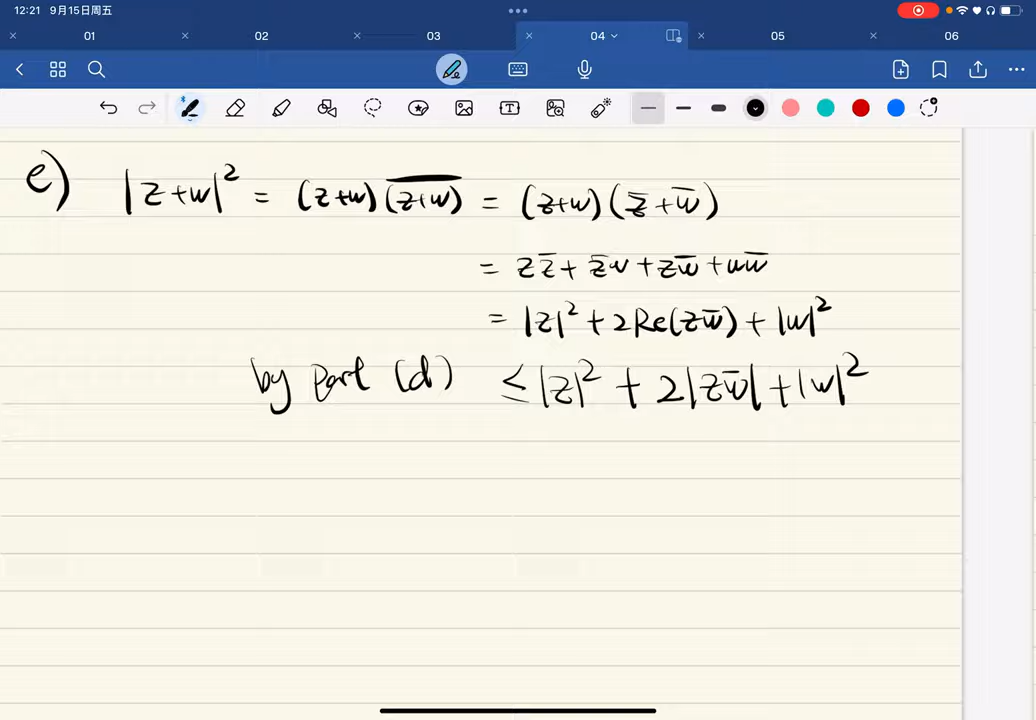 12:21 9月15日周五
01 02 03 04 05 06
e) |z+w|² = (z+w)(z̅+̅w̅) = (z+w)(z̅+w̅)
= zz̅ + z̅w + zw̅ + ww̅
= |z|² + 2Re(zw̅) + |w|²
by part (d) ≤ |z|² + 2|zw̅| + |w|²